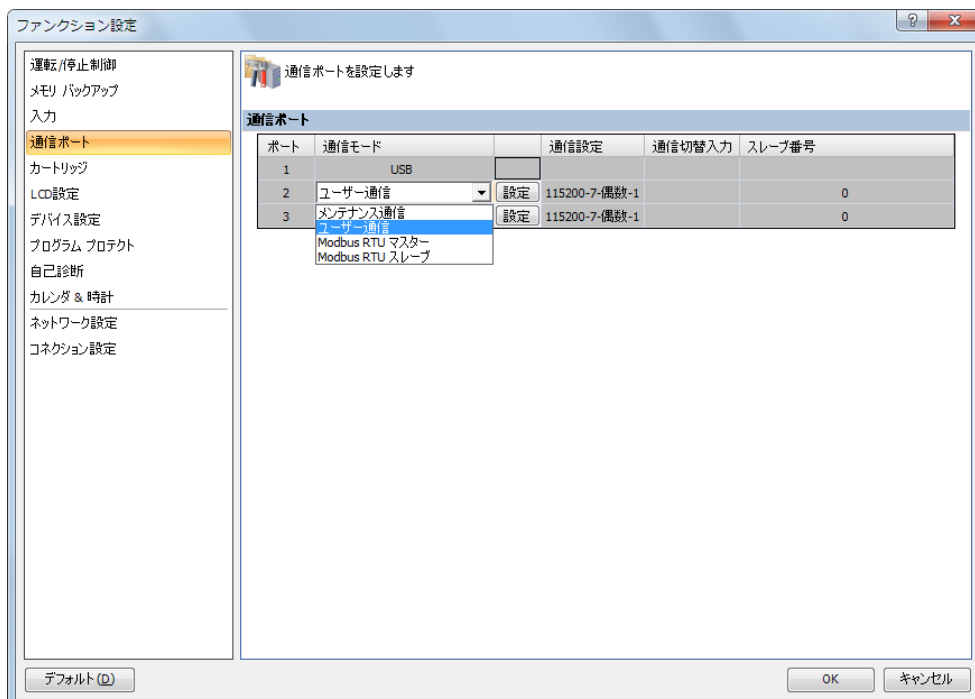 ファンクション設定
?
X
運転/停止制御
メモリ バックアップ
入力
通信ポート
カートリッジ
LCD設定
デバイス設定
プログラム プロテクト
自己診断
カレンダ & 時計
ネットワーク設定
コネクション設定
通信ポートを設定します
通信ポート
ポート 通信モード 通信設定 通信切替入力 スレーブ番号
1 USB
2 ユーザー通信 設定 115200-7-偶数-1 0
3 設定 115200-7-偶数-1 0
メンテナンス通信
ユーザー通信
Modbus RTU マスター
Modbus RTU スレーブ
デフォルト(D)
OK
キャンセル